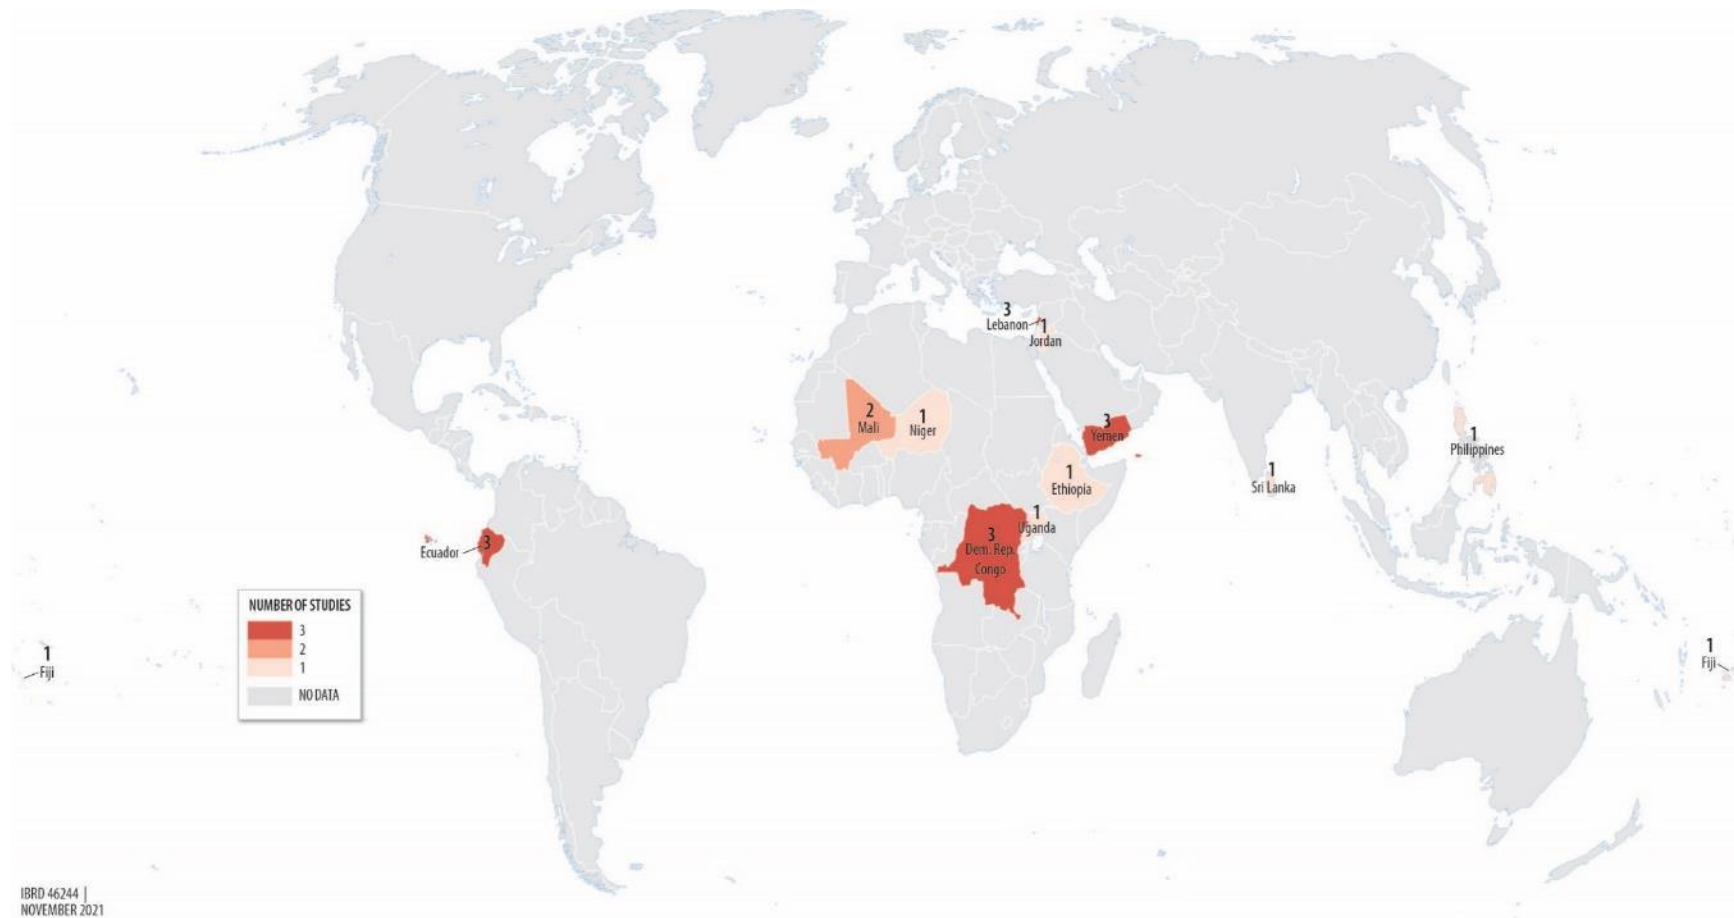 3
Lebanon
1
Jordan
2
Mali
1
Niger
3
Yemen
1
Philippines
1
Ethiopia
1
Sri Lanka
1
Uganda
3
Dem. Rep.
Congo
Ecuador
3
NUMBER OF STUDIES
3
2
1
NO DATA
1
Fiji
1
Fiji
IBRD 46244 |
NOVEMBER 2021